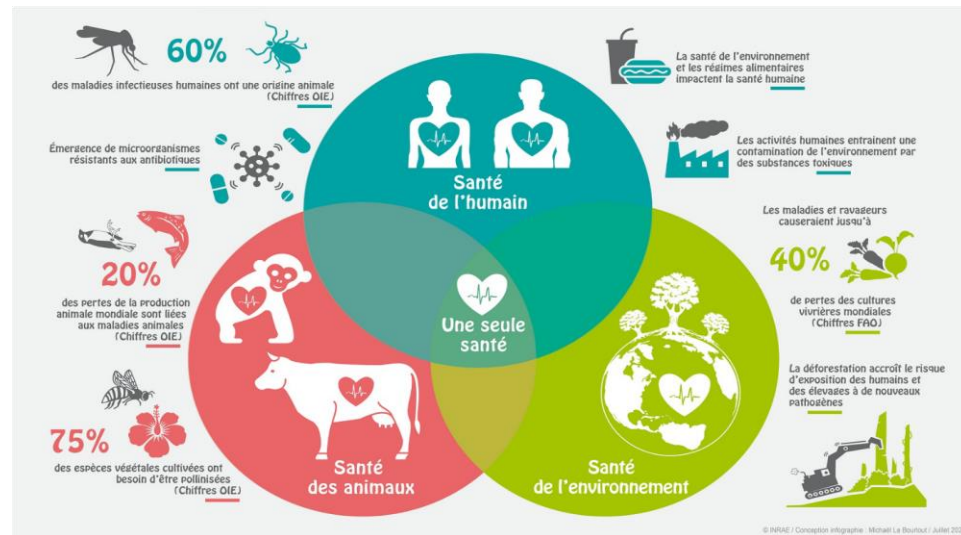 60%
des maladies infectieuses humaines ont une origine animale
(Chiffres OIE)
Émergence de microorganismes
résistants aux antibiotiques
20%
des pertes de la production
animale mondiale sont liées
aux maladies animales
(Chiffres OIE)
75%
des espèces végétales cultivées ont
besoin d'être pollinisées
(Chiffres OIE)
Santé
de l'humain
Une seule
santé
Santé
des animaux
Santé
de l'environnement
La santé de l'environnement
et les régimes alimentaires
impactent la santé humaine
Les activités humaines entrainent une
contamination de l'environnement par
des substances toxiques
Les maladies et ravageurs
causeraient jusqu'à
40%
de pertes des cultures
vivrières mondiales
(Chiffres FAO)
La déforestation accroît le risque
d'exposition des humains et
des élevages à de nouveaux
pathogènes
© INRAE / Conception infographie : Michaël Le Bourlout / Juillet 202